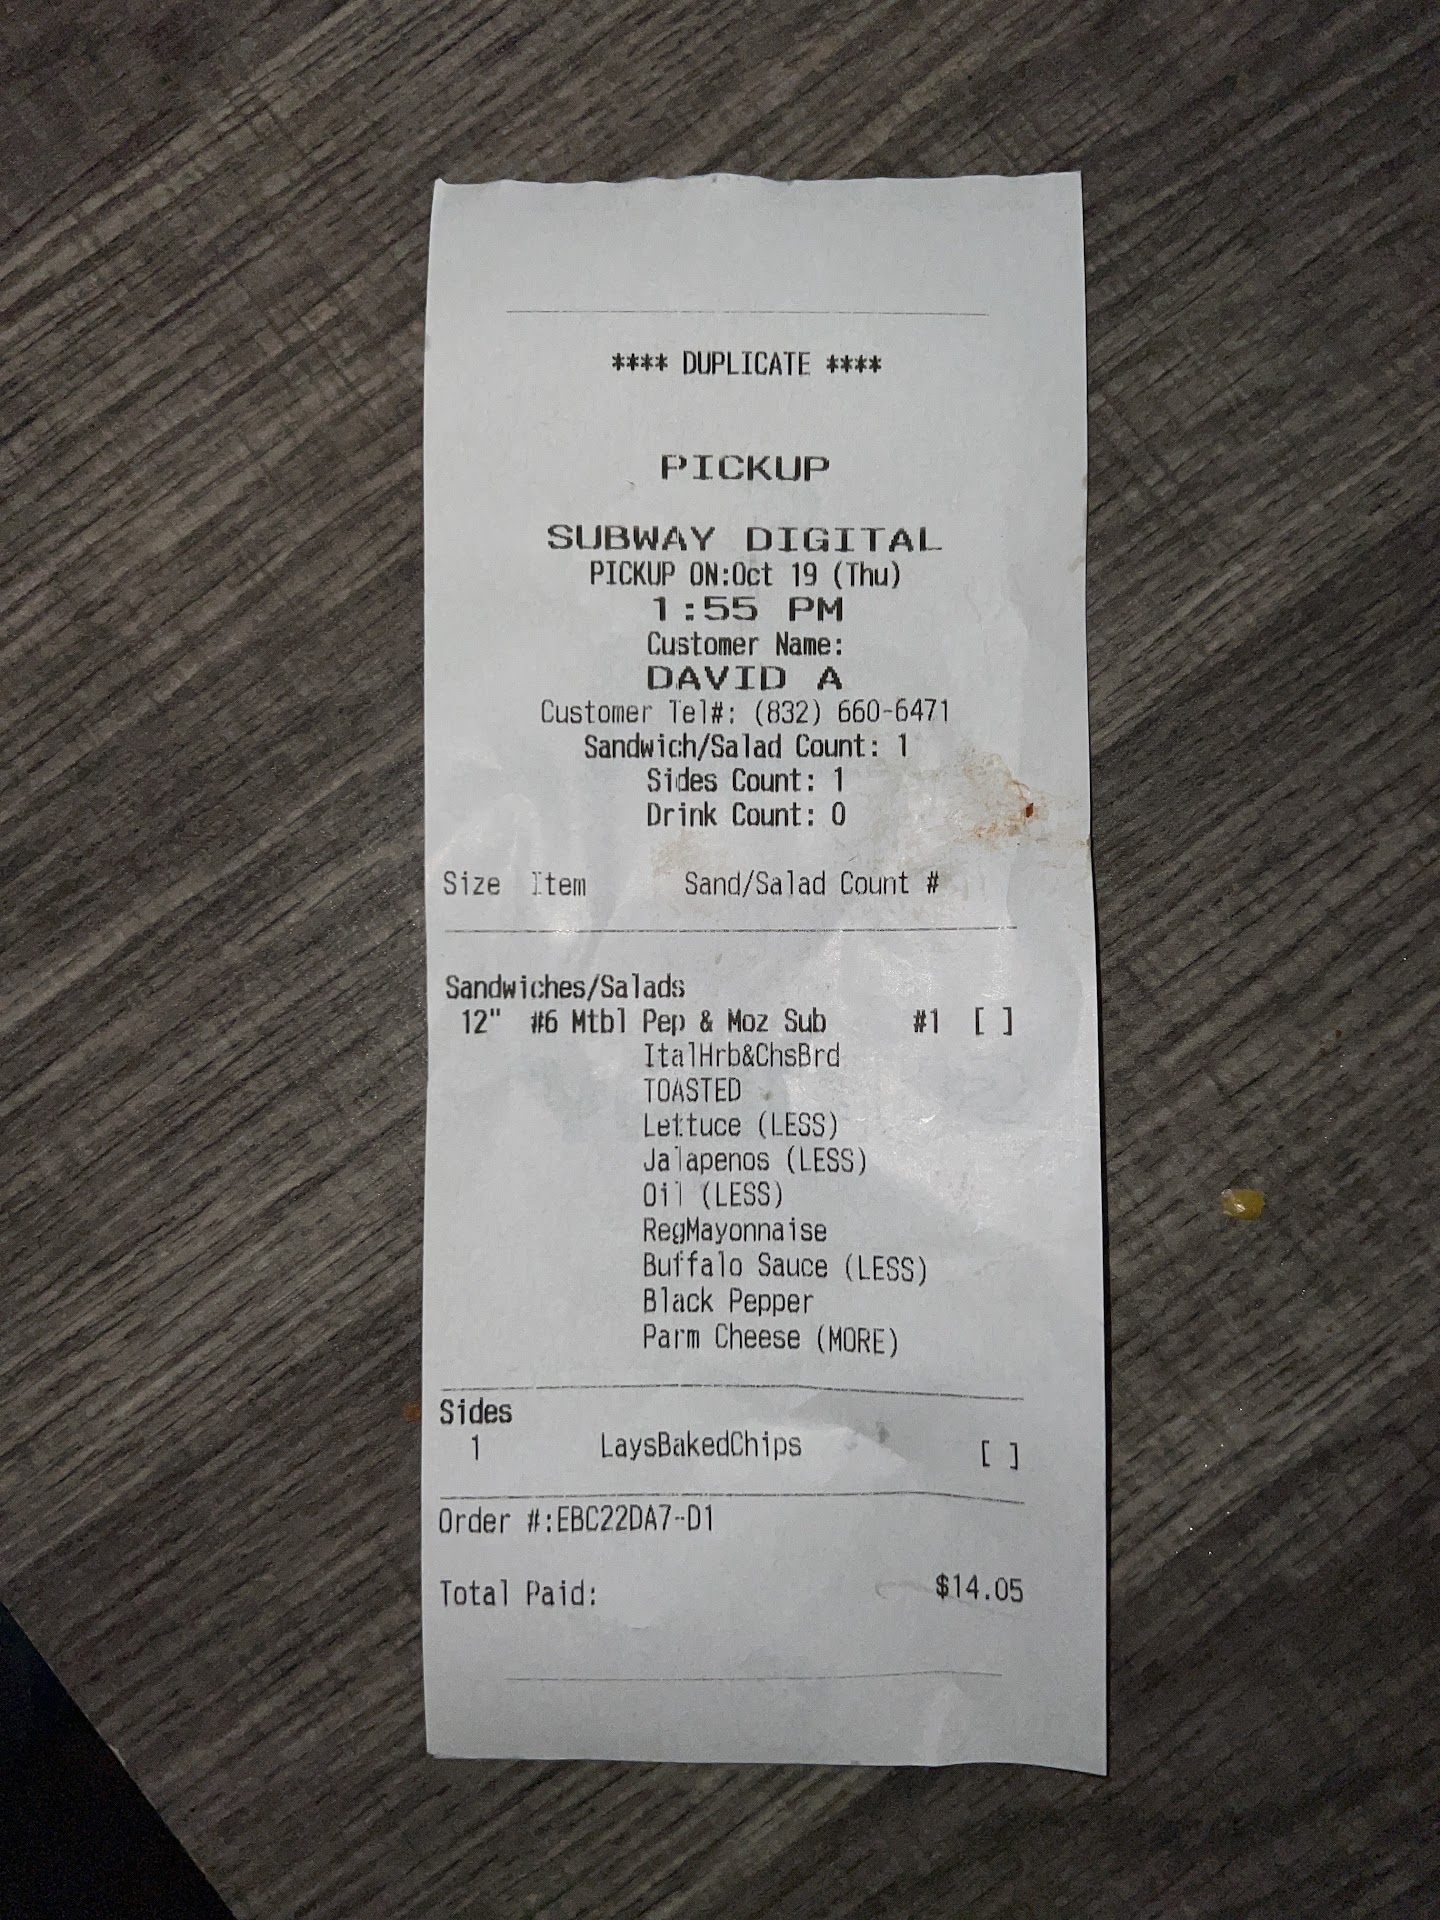 **** DUPLICATE ****
PICKUP
SUBWAY DIGITAL
PICKUP ON:Oct 19 (Thu)
1:55 PM
Customer Name:
DAVID A
Customer Tel#: (832) 660-6471
Sandwich/Salad Count: 1
Sides Count: 1
Drink Count: 0
Size Item Sand/Salad Count #
Sandwiches/Salads
12" #6 Mtbl Pep & Moz Sub #1 [ ]
ItalHrb&ChsBrd
TOASTED
Lettuce (LESS)
Jalapenos (LESS)
Oil (LESS)
RegMayonnaise
Buffalo Sauce (LESS)
Black Pepper
Parm Cheese (MORE)
Sides
1 LaysBakedChips [ ]
Order #:EBC22DA7-D1
Total Paid: $14.05